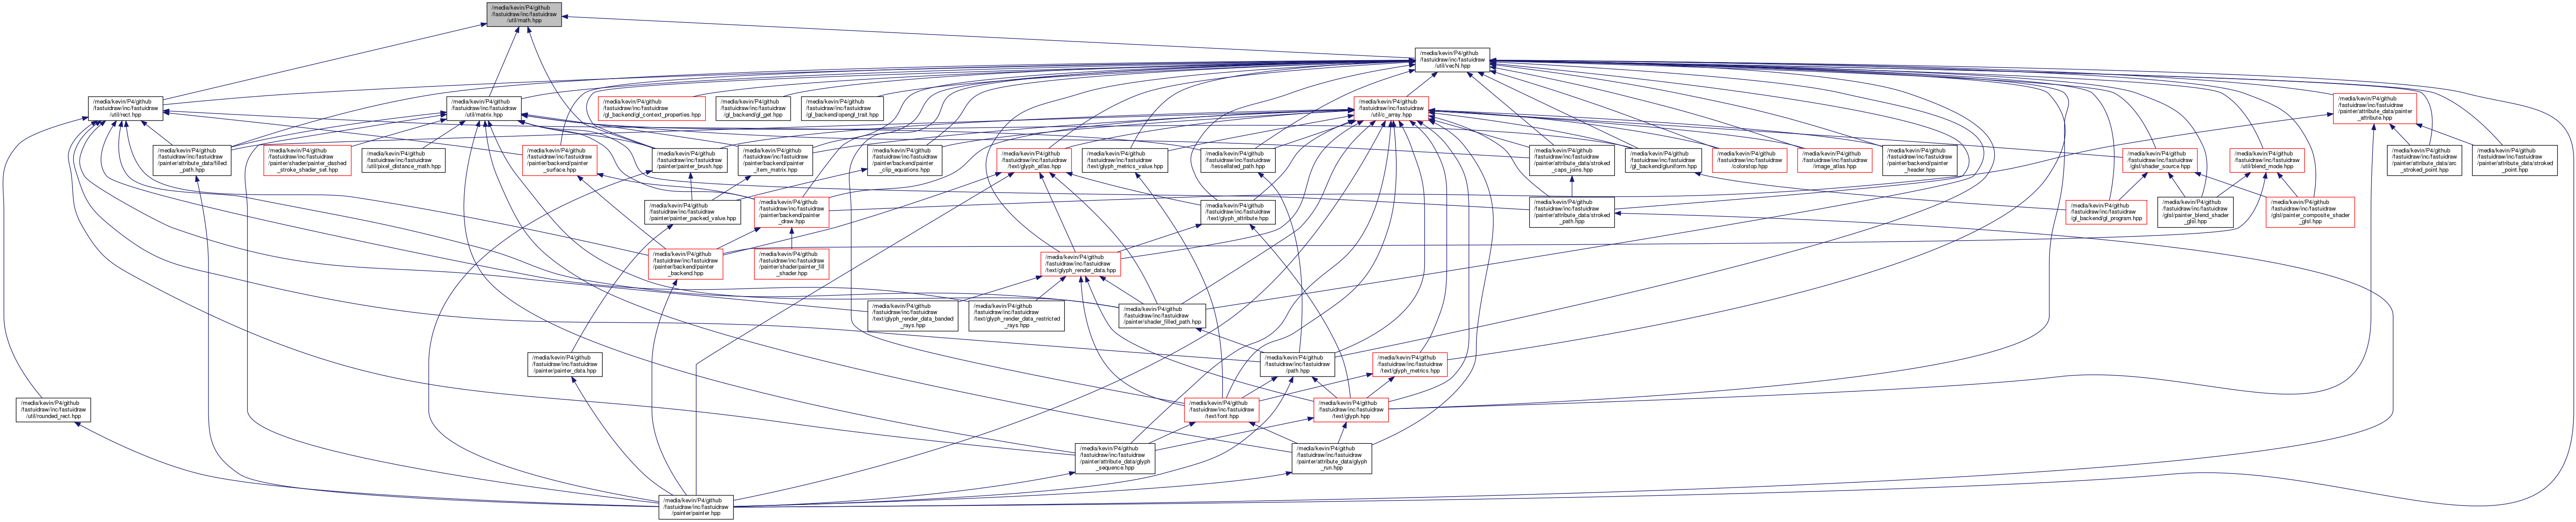 /media/kevin/P4/github
/fastuidraw/inc/fastuidraw
/util/math.hpp
/media/kevin/P4/github
/fastuidraw/inc/fastuidraw
/util/vecN.hpp
/media/kevin/P4/github
/fastuidraw/inc/fastuidraw
/util/rect.hpp
/media/kevin/P4/github
/fastuidraw/inc/fastuidraw
/util/matrix.hpp
/media/kevin/P4/github
/fastuidraw/inc/fastuidraw
/gl_backend/gl_context_properties.hpp
/media/kevin/P4/github
/fastuidraw/inc/fastuidraw
/gl_backend/gl_get.hpp
/media/kevin/P4/github
/fastuidraw/inc/fastuidraw
/gl_backend/opengl_trait.hpp
/media/kevin/P4/github
/fastuidraw/inc/fastuidraw
/util/c_array.hpp
/media/kevin/P4/github
/fastuidraw/inc/fastuidraw
/painter/attribute_data/painter
_attribute.hpp
/media/kevin/P4/github
/fastuidraw/inc/fastuidraw
/painter/attribute_data/filled
_path.hpp
/media/kevin/P4/github
/fastuidraw/inc/fastuidraw
/painter/shader/painter_dashed
_stroke_shader_set.hpp
/media/kevin/P4/github
/fastuidraw/inc/fastuidraw
/util/pixel_distance_math.hpp
/media/kevin/P4/github
/fastuidraw/inc/fastuidraw
/painter/backend/painter
_surface.hpp
/media/kevin/P4/github
/fastuidraw/inc/fastuidraw
/painter/painter_brush.hpp
/media/kevin/P4/github
/fastuidraw/inc/fastuidraw
/painter/backend/painter
_item_matrix.hpp
/media/kevin/P4/github
/fastuidraw/inc/fastuidraw
/painter/backend/painter
_clip_equations.hpp
/media/kevin/P4/github
/fastuidraw/inc/fastuidraw
/text/glyph_atlas.hpp
/media/kevin/P4/github
/fastuidraw/inc/fastuidraw
/text/glyph_metrics_value.hpp
/media/kevin/P4/github
/fastuidraw/inc/fastuidraw
/tessellated_path.hpp
/media/kevin/P4/github
/fastuidraw/inc/fastuidraw
/painter/attribute_data/stroked
_caps_joins.hpp
/media/kevin/P4/github
/fastuidraw/inc/fastuidraw
/gl_backend/gluniform.hpp
/media/kevin/P4/github
/fastuidraw/inc/fastuidraw
/colorstop.hpp
/media/kevin/P4/github
/fastuidraw/inc/fastuidraw
/image_atlas.hpp
/media/kevin/P4/github
/fastuidraw/inc/fastuidraw
/painter/backend/painter
_header.hpp
/media/kevin/P4/github
/fastuidraw/inc/fastuidraw
/glsl/shader_source.hpp
/media/kevin/P4/github
/fastuidraw/inc/fastuidraw
/util/blend_mode.hpp
/media/kevin/P4/github
/fastuidraw/inc/fastuidraw
/painter/attribute_data/arc
_stroked_point.hpp
/media/kevin/P4/github
/fastuidraw/inc/fastuidraw
/painter/attribute_data/stroked
_point.hpp
/media/kevin/P4/github
/fastuidraw/inc/fastuidraw
/painter/painter_packed_value.hpp
/media/kevin/P4/github
/fastuidraw/inc/fastuidraw
/painter/backend/painter
_draw.hpp
/media/kevin/P4/github
/fastuidraw/inc/fastuidraw
/text/glyph_attribute.hpp
/media/kevin/P4/github
/fastuidraw/inc/fastuidraw
/painter/attribute_data/stroked
_path.hpp
/media/kevin/P4/github
/fastuidraw/inc/fastuidraw
/gl_backend/gl_program.hpp
/media/kevin/P4/github
/fastuidraw/inc/fastuidraw
/glsl/painter_blend_shader
_glsl.hpp
/media/kevin/P4/github
/fastuidraw/inc/fastuidraw
/glsl/painter_composite_shader
_glsl.hpp
/media/kevin/P4/github
/fastuidraw/inc/fastuidraw
/painter/backend/painter
_backend.hpp
/media/kevin/P4/github
/fastuidraw/inc/fastuidraw
/painter/shader/painter_fill
_shader.hpp
/media/kevin/P4/github
/fastuidraw/inc/fastuidraw
/text/glyph_render_data.hpp
/media/kevin/P4/github
/fastuidraw/inc/fastuidraw
/text/glyph_render_data_banded
_rays.hpp
/media/kevin/P4/github
/fastuidraw/inc/fastuidraw
/text/glyph_render_data_restricted
_rays.hpp
/media/kevin/P4/github
/fastuidraw/inc/fastuidraw
/painter/shader_filled_path.hpp
/media/kevin/P4/github
/fastuidraw/inc/fastuidraw
/painter/painter_data.hpp
/media/kevin/P4/github
/fastuidraw/inc/fastuidraw
/path.hpp
/media/kevin/P4/github
/fastuidraw/inc/fastuidraw
/text/glyph_metrics.hpp
/media/kevin/P4/github
/fastuidraw/inc/fastuidraw
/util/rounded_rect.hpp
/media/kevin/P4/github
/fastuidraw/inc/fastuidraw
/text/font.hpp
/media/kevin/P4/github
/fastuidraw/inc/fastuidraw
/text/glyph.hpp
/media/kevin/P4/github
/fastuidraw/inc/fastuidraw
/painter/attribute_data/glyph
_sequence.hpp
/media/kevin/P4/github
/fastuidraw/inc/fastuidraw
/painter/attribute_data/glyph
_run.hpp
/media/kevin/P4/github
/fastuidraw/inc/fastuidraw
/painter/painter.hpp